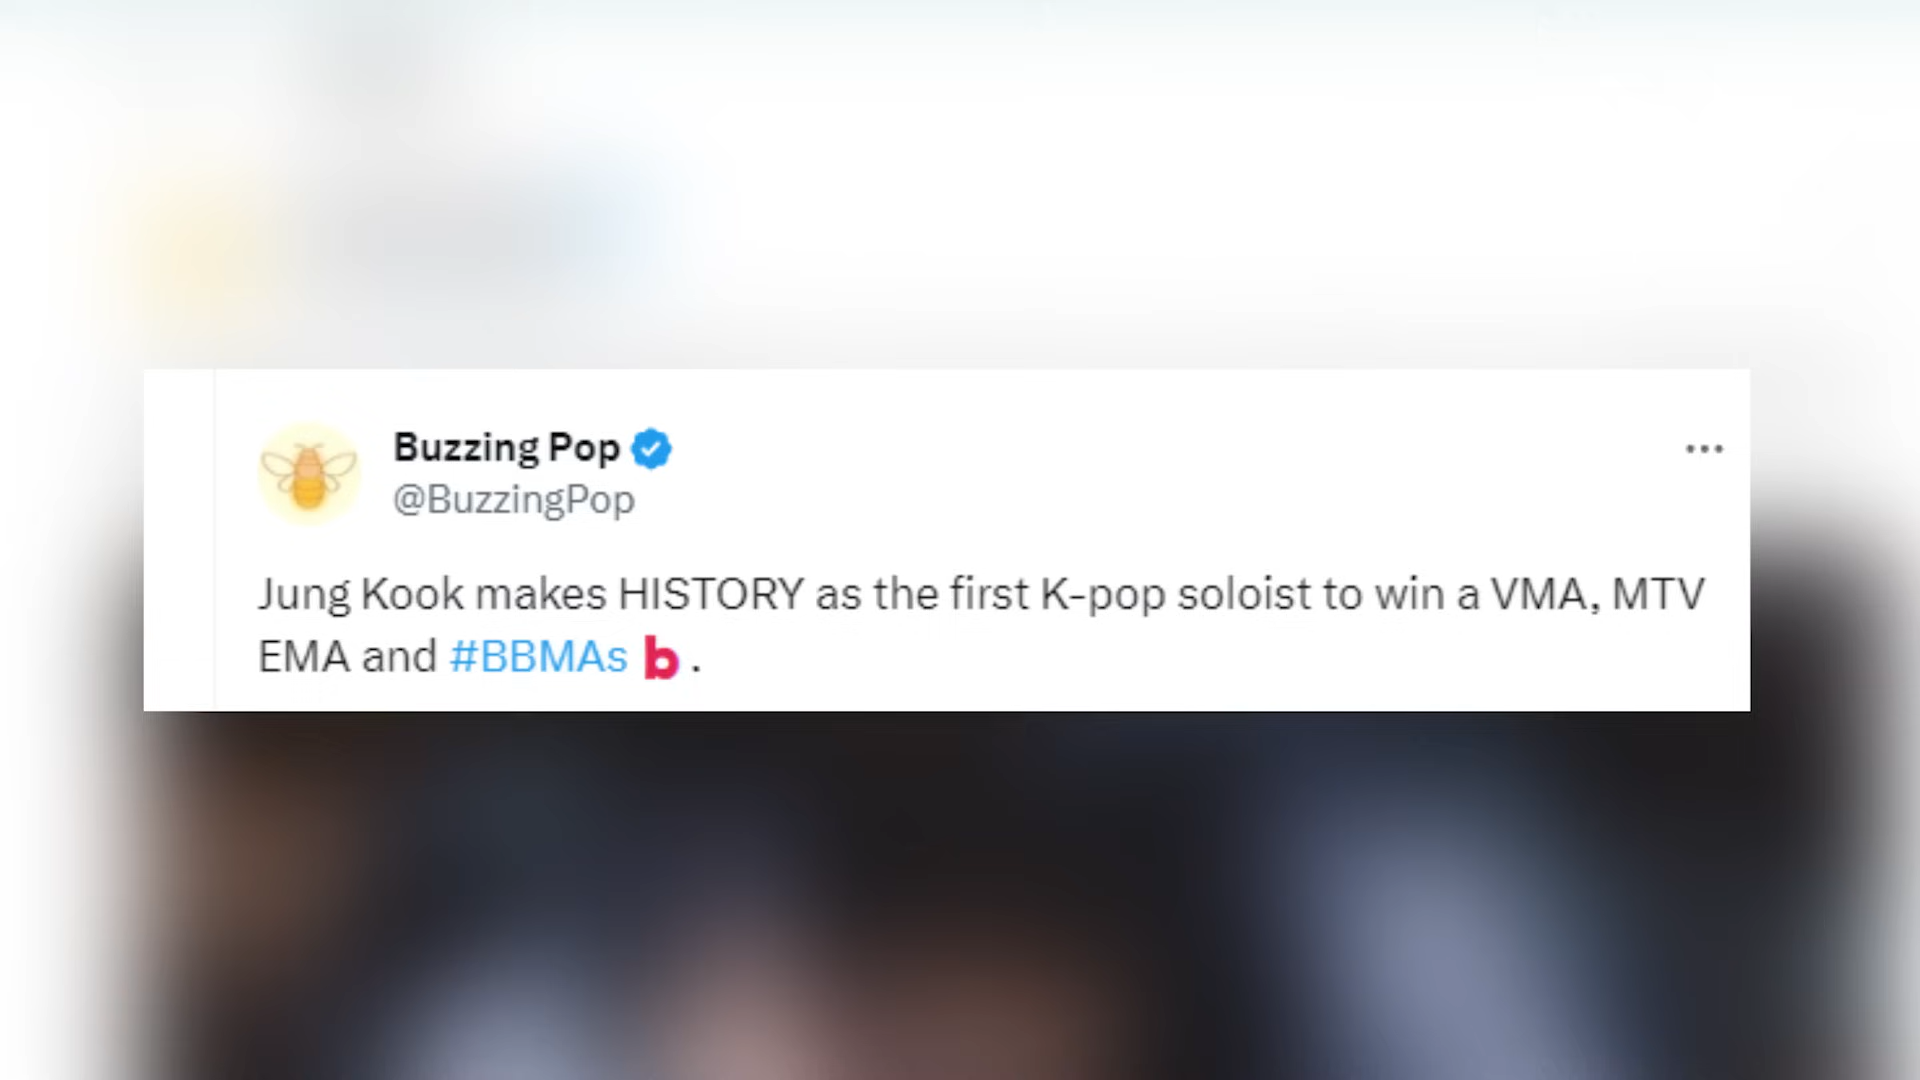 Buzzing Pop
@BuzzingPop
Jung Kook makes HISTORY as the first K-pop soloist to win a VMA, MTV
EMA and #BBMAs b .